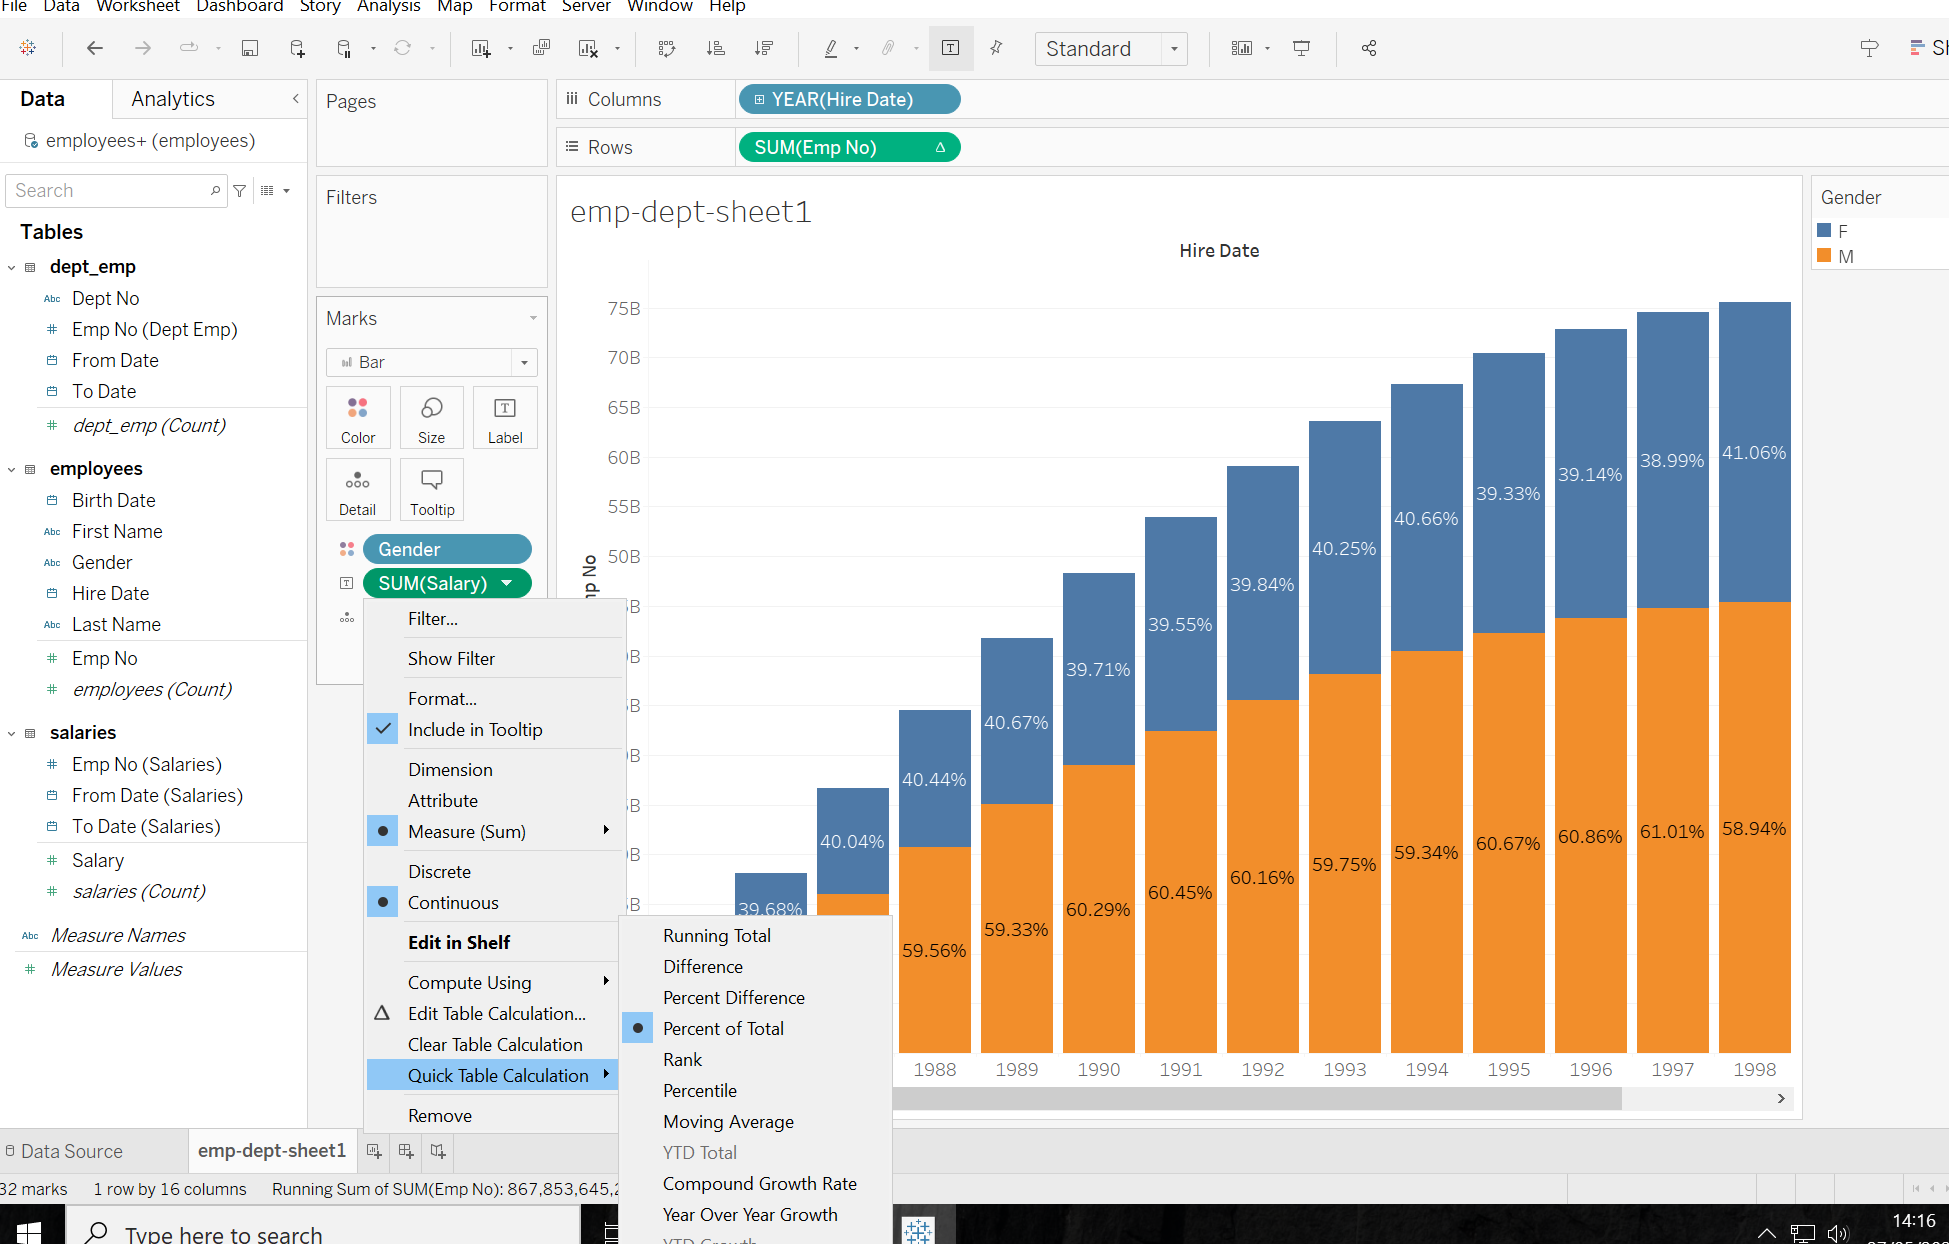 File Data Worksheet Dashboard Story Analysis Map Format Server Window Help
Standard
Data
Analytics
employees+ (employees)
Search
Tables
dept_emp
Abc Dept No
# Emp No (Dept Emp)
From Date
To Date
# dept_emp (Count)
employees
Birth Date
Abc First Name
Abc Gender
Hire Date
Abc Last Name
# Emp No
# employees (Count)
salaries
# Emp No (Salaries)
From Date (Salaries)
To Date (Salaries)
# Salary
# salaries (Count)
Abc Measure Names
# Measure Values
Pages
Filters
Marks
Bar
Color
Size
Label
Detail
Tooltip
Gender
SUM(Salary)
Filter...
Show Filter
Format...
Include in Tooltip
Dimension
Attribute
Measure (Sum)
Discrete
Continuous
Edit in Shelf
Compute Using
Edit Table Calculation...
Clear Table Calculation
Quick Table Calculation
Remove
Running Total
Difference
Percent Difference
Percent of Total
Rank
Percentile
Moving Average
YTD Total
Compound Growth Rate
Year Over Year Growth
YTD Growth
Columns
YEAR(Hire Date)
Rows
SUM(Emp No)
emp-dept-sheet1
Hire Date
75B
70B
65B
60B
55B
50B
39.68%
40.04%
40.44%
59.56%
40.67%
59.33%
39.71%
60.29%
39.55%
60.45%
39.84%
60.16%
40.25%
59.75%
40.66%
59.34%
39.33%
60.67%
39.14%
60.86%
38.99%
61.01%
41.06%
58.94%
1988 1989 1990 1991 1992 1993 1994 1995 1996 1997 1998
Gender
F
M
Data Source
emp-dept-sheet1
32 marks
1 row by 16 columns
Running Sum of SUM(Emp No): 867,853,645,2
Type here to search
14:16